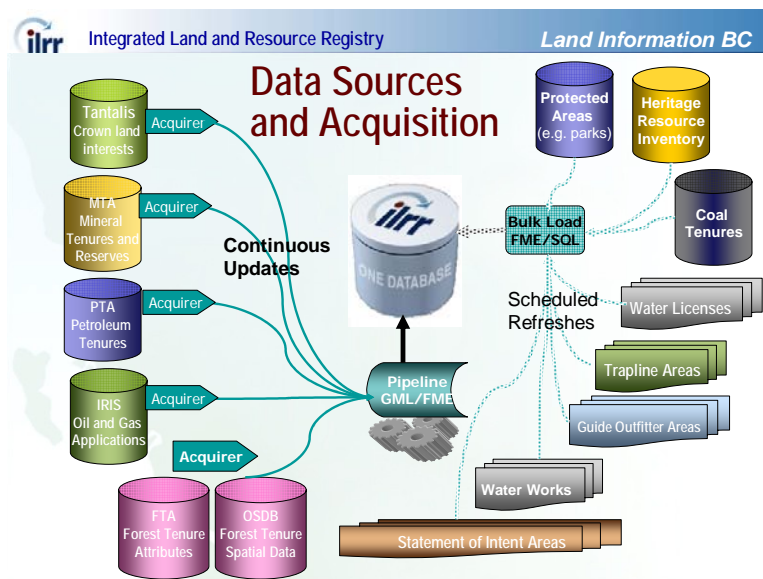 ilrr
Integrated Land and Resource Registry
Land Information BC
Data Sources
and Acquisition
Tantalis
Crown land
interests
Acquirer
MTA
Mineral
Tenures and
Reserves
Acquirer
PTA
Petroleum
Tenures
Acquirer
IRIS
Oil and Gas
Applications
Acquirer
Acquirer
FTA
Forest Tenure
Attributes
OSDB
Forest Tenure
Spatial Data
Continuous
Updates
ilrr
ONE DATABASE
Pipeline
GML/FME
Protected
Areas
(e.g. parks)
Heritage
Resource
Inventory
Coal
Tenures
Bulk Load
FME/SQL
Scheduled
Refreshes
Water Licenses
Trapline Areas
Guide Outfitter Areas
Water Works
Statement of Intent Areas